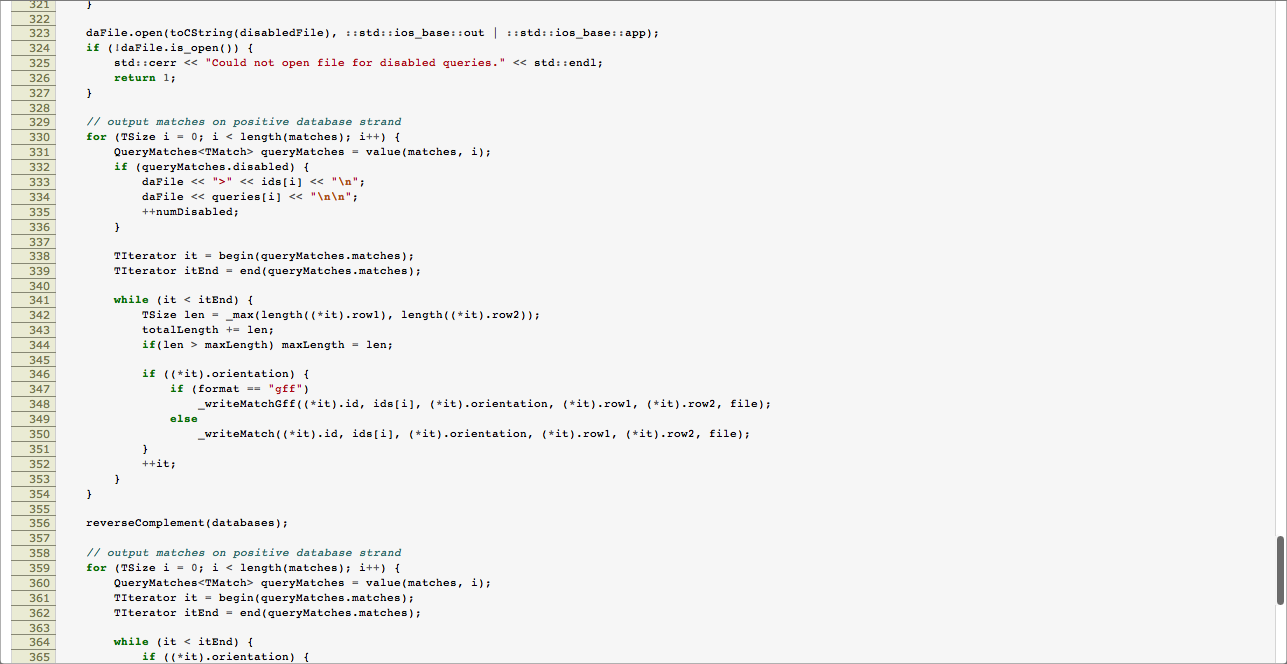 321 }
322
323 daFile.open(toCString(disabledFile), ::std::ios_base::out | ::std::ios_base::app);
324 if (!daFile.is_open()) {
325 std::cerr << "Could not open file for disabled queries." << std::endl;
326 return 1;
327 }
328
329 // output matches on positive database strand
330 for (TSize i = 0; i < length(matches); i++) {
331 QueryMatches<TMatch> queryMatches = value(matches, i);
332 if (queryMatches.disabled) {
333 daFile << ">" << ids[i] << "\n";
334 daFile << queries[i] << "\n\n";
335 ++numDisabled;
336 }
337
338 TIterator it = begin(queryMatches.matches);
339 TIterator itEnd = end(queryMatches.matches);
340
341 while (it < itEnd) {
342 TSize len = _max(length((*it).row1), length((*it).row2));
343 totalLength += len;
344 if(len > maxLength) maxLength = len;
345
346 if ((*it).orientation) {
347 if (format == "gff")
348 _writeMatchGff((*it).id, ids[i], (*it).orientation, (*it).row1, (*it).row2, file);
349 else
350 _writeMatch((*it).id, ids[i], (*it).orientation, (*it).row1, (*it).row2, file);
351 }
352 ++it;
353 }
354 }
355
356 reverseComplement(databases);
357
358 // output matches on positive database strand
359 for (TSize i = 0; i < length(matches); i++) {
360 QueryMatches<TMatch> queryMatches = value(matches, i);
361 TIterator it = begin(queryMatches.matches);
362 TIterator itEnd = end(queryMatches.matches);
363
364 while (it < itEnd) {
365 if ((*it).orientation) {